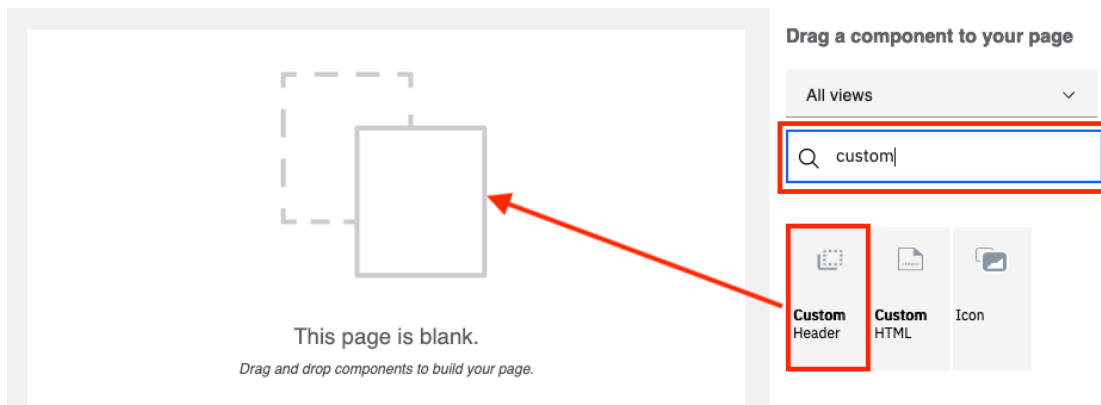 Drag a component to your page
All views
custom
Custom
Header
Custom
HTML
Icon
This page is blank.
Drag and drop components to build your page.